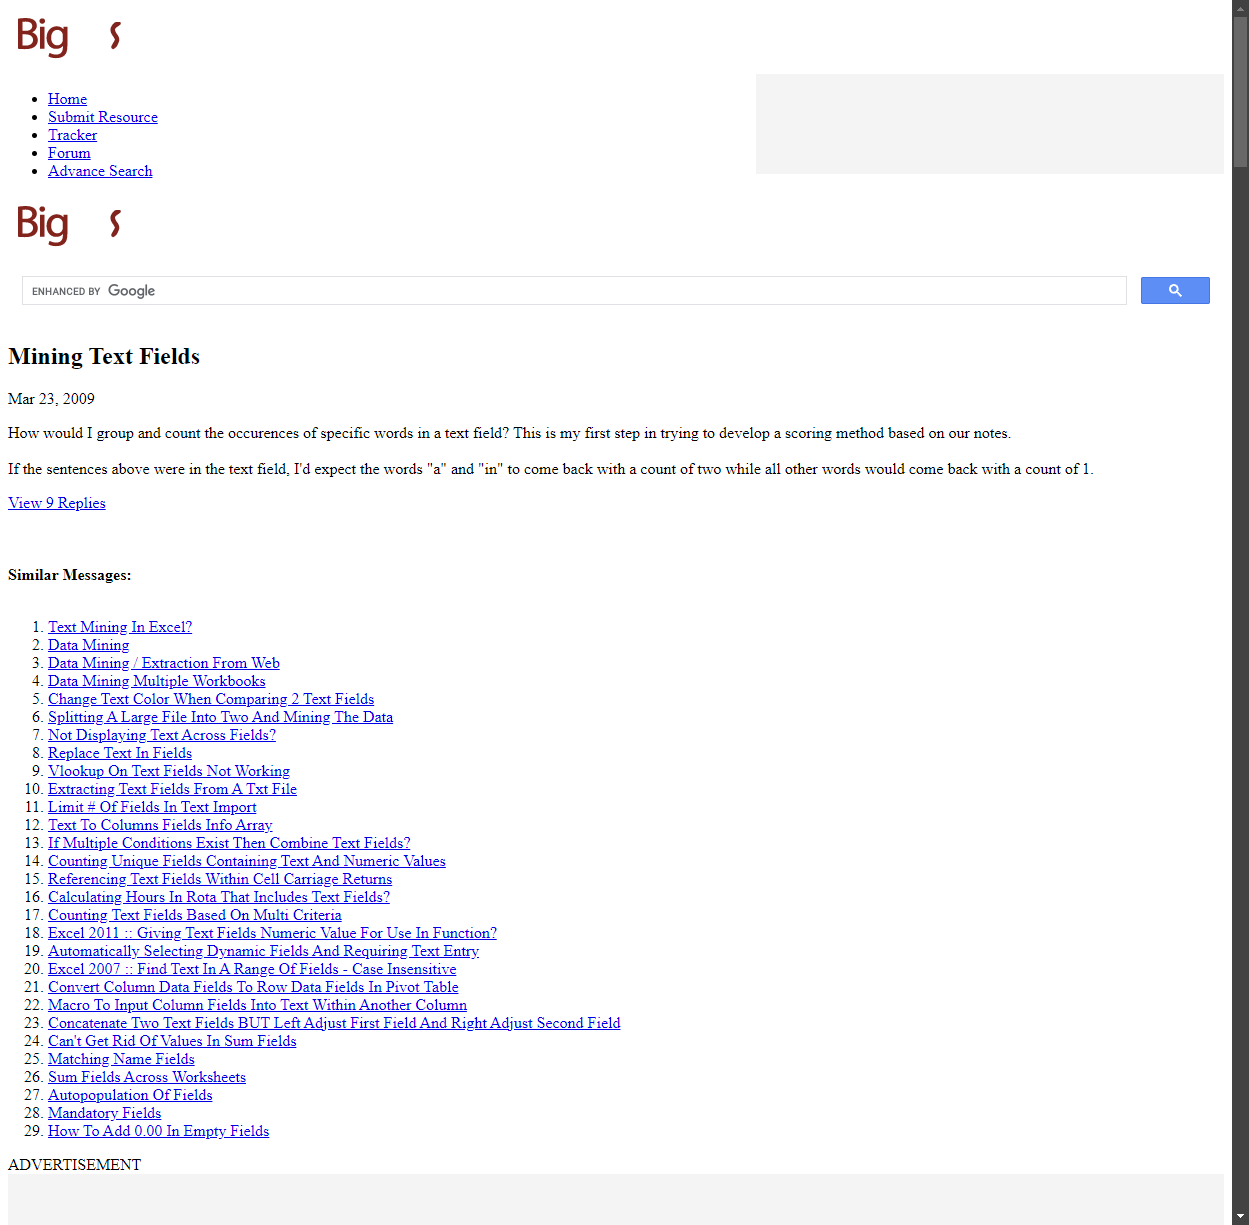 Big S
Home
Submit Resource
Tracker
Forum
Advance Search
Big S
ENHANCED BY Google
Mining Text Fields
Mar 23, 2009
How would I group and count the occurences of specific words in a text field? This is my first step in trying to develop a scoring method based on our notes.
If the sentences above were in the text field, I'd expect the words "a" and "in" to come back with a count of two while all other words would come back with a count of 1.
View 9 Replies
Similar Messages:
1. Text Mining In Excel?
2. Data Mining
3. Data Mining / Extraction From Web
4. Data Mining Multiple Workbooks
5. Change Text Color When Comparing 2 Text Fields
6. Splitting A Large File Into Two And Mining The Data
7. Not Displaying Text Across Fields?
8. Replace Text In Fields
9. Vlookup On Text Fields Not Working
10. Extracting Text Fields From A Txt File
11. Limit # Of Fields In Text Import
12. Text To Columns Fields Info Array
13. If Multiple Conditions Exist Then Combine Text Fields?
14. Counting Unique Fields Containing Text And Numeric Values
15. Referencing Text Fields Within Cell Carriage Returns
16. Calculating Hours In Rota That Includes Text Fields?
17. Counting Text Fields Based On Multi Criteria
18. Excel 2011 :: Giving Text Fields Numeric Value For Use In Function?
19. Automatically Selecting Dynamic Fields And Requiring Text Entry
20. Excel 2007 :: Find Text In A Range Of Fields - Case Insensitive
21. Convert Column Data Fields To Row Data Fields In Pivot Table
22. Macro To Input Column Fields Into Text Within Another Column
23. Concatenate Two Text Fields BUT Left Adjust First Field And Right Adjust Second Field
24. Can't Get Rid Of Values In Sum Fields
25. Matching Name Fields
26. Sum Fields Across Worksheets
27. Autopopulation Of Fields
28. Mandatory Fields
29. How To Add 0.00 In Empty Fields
ADVERTISEMENT